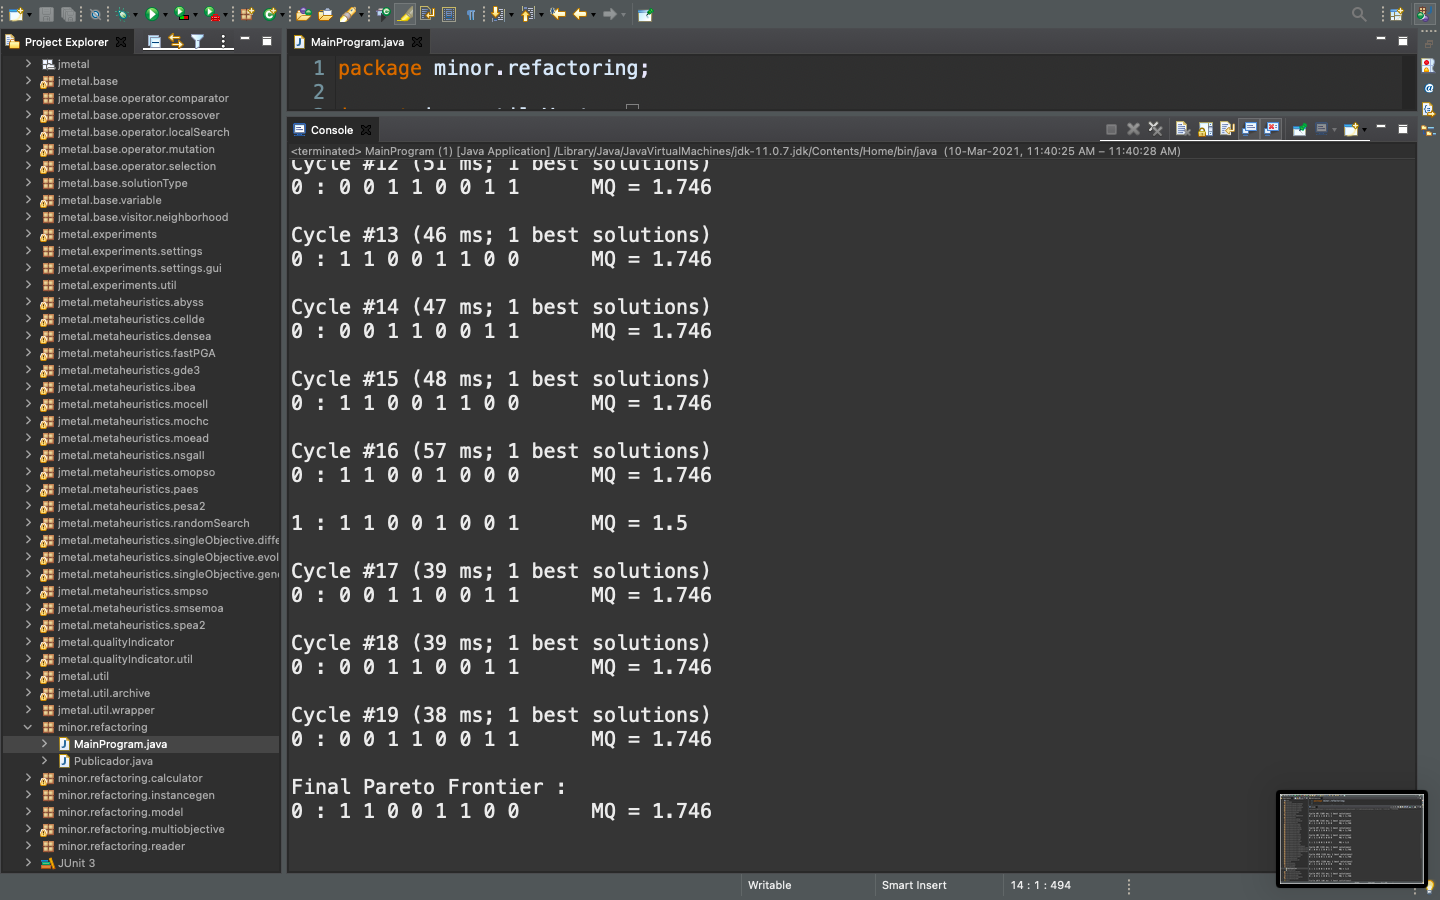 Project Explorer
jmetal
jmetal.base
jmetal.base.operator.comparator
jmetal.base.operator.crossover
jmetal.base.operator.localSearch
jmetal.base.operator.mutation
jmetal.base.operator.selection
jmetal.base.solutionType
jmetal.base.variable
jmetal.base.visitor.neighborhood
jmetal.experiments
jmetal.experiments.settings
jmetal.experiments.settings.gui
jmetal.experiments.util
jmetal.metaheuristics.abyss
jmetal.metaheuristics.cellde
jmetal.metaheuristics.densea
jmetal.metaheuristics.fastPGA
jmetal.metaheuristics.gde3
jmetal.metaheuristics.ibea
jmetal.metaheuristics.mocell
jmetal.metaheuristics.mochc
jmetal.metaheuristics.moead
jmetal.metaheuristics.nsgaII
jmetal.metaheuristics.omopso
jmetal.metaheuristics.paes
jmetal.metaheuristics.pesa2
jmetal.metaheuristics.randomSearch
jmetal.metaheuristics.singleObjective.diffe
jmetal.metaheuristics.singleObjective.evol
jmetal.metaheuristics.singleObjective.gene
jmetal.metaheuristics.smpso
jmetal.metaheuristics.smsemoa
jmetal.metaheuristics.spea2
jmetal.qualityIndicator
jmetal.qualityIndicator.util
jmetal.util
jmetal.util.archive
jmetal.util.wrapper
minor.refactoring
MainProgram.java
Publicador.java
minor.refactoring.calculator
minor.refactoring.instancegen
minor.refactoring.model
minor.refactoring.multiobjective
minor.refactoring.reader
JUnit 3
MainProgram.java
1 package minor.refactoring;
2
Console
<terminated> MainProgram (1) [Java Application] /Library/Java/JavaVirtualMachines/jdk-11.0.7.jdk/Contents/Home/bin/java (10-Mar-2021, 11:40:25 AM – 11:40:28 AM)
Cycle #12 (51 ms; 1 best solutions)
0 : 0 0 1 1 0 0 1 1 MQ = 1.746
Cycle #13 (46 ms; 1 best solutions)
0 : 1 1 0 0 1 1 0 0 MQ = 1.746
Cycle #14 (47 ms; 1 best solutions)
0 : 0 0 1 1 0 0 1 1 MQ = 1.746
Cycle #15 (48 ms; 1 best solutions)
0 : 1 1 0 0 1 1 0 0 MQ = 1.746
Cycle #16 (57 ms; 1 best solutions)
0 : 1 1 0 0 1 0 0 0 MQ = 1.746
1 : 1 1 0 0 1 0 0 1 MQ = 1.5
Cycle #17 (39 ms; 1 best solutions)
0 : 0 0 1 1 0 0 1 1 MQ = 1.746
Cycle #18 (39 ms; 1 best solutions)
0 : 0 0 1 1 0 0 1 1 MQ = 1.746
Cycle #19 (38 ms; 1 best solutions)
0 : 0 0 1 1 0 0 1 1 MQ = 1.746
Final Pareto Frontier :
0 : 1 1 0 0 1 1 0 0 MQ = 1.746
Writable
Smart Insert
14 : 1 : 494